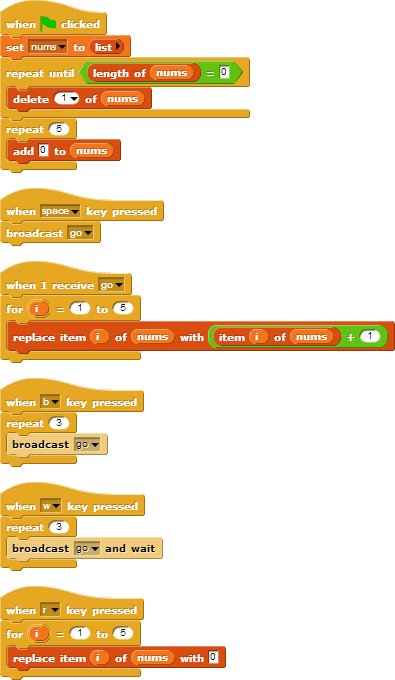 when clicked
set nums to list
repeat until length of nums = 0
delete 1 of nums
repeat 5
add 0 to nums
when space key pressed
broadcast go
when I receive go
for i = 1 to 5
replace item i of nums with item i of nums + 1
when b key pressed
repeat 3
broadcast go
when w key pressed
repeat 3
broadcast go and wait
when r key pressed
for i = 1 to 5
replace item i of nums with 0